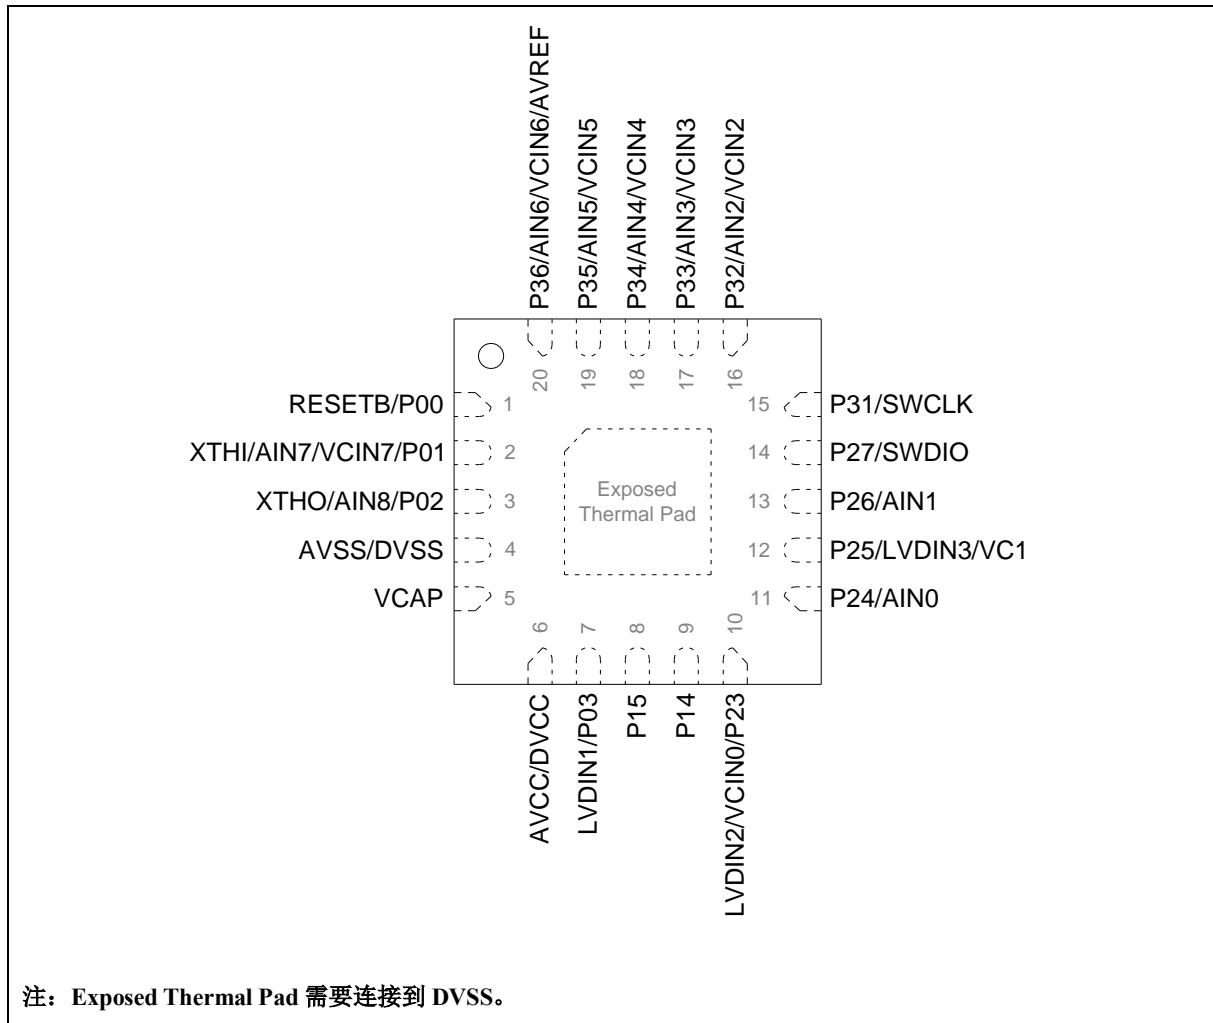 P36/AIN6/VCIN6/AVREF
P35/AIN5/VCIN5
P34/AIN4/VCIN4
P33/AIN3/VCIN3
P32/AIN2/VCIN2
20
19
18
17
16
RESETB/P00
1
XTHI/AIN7/VCIN7/P01
2
XTHO/AIN8/P02
3
AVSS/DVSS
4
VCAP
5
Exposed
Thermal Pad
15
P31/SWCLK
14
P27/SWDIO
13
P26/AIN1
12
P25/LVDIN3/VC1
11
P24/AIN0
6
7
8
9
10
AVCC/DVCC
LVDIN1/P03
P15
P14
LVDIN2/VCIN0/P23
注：Exposed Thermal Pad 需要连接到 DVSS。